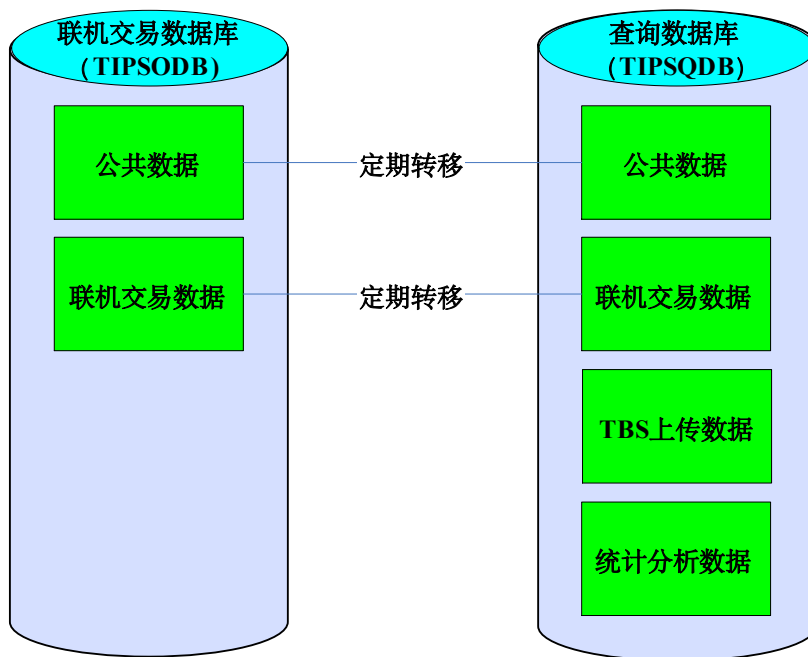 联机交易数据库
（TIPSODB）
查询数据库
（TIPSQDB）
公共数据
定期转移
公共数据
联机交易数据
定期转移
联机交易数据
TBS上传数据
统计分析数据